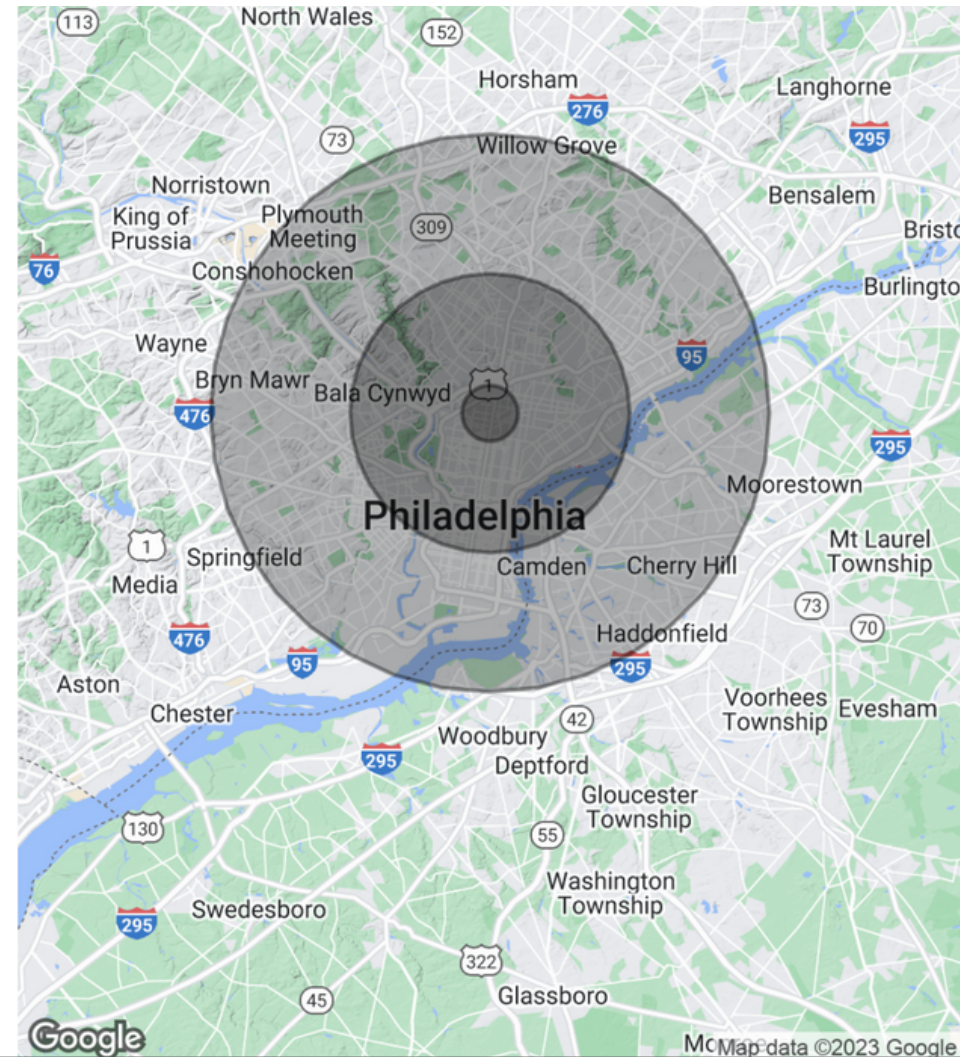 113
North Wales
152
Horsham
276
Langhorne
295
73
Willow Grove
Norristown
Bensalem
King of
Prussia
Plymouth
Meeting
309
Bristo
76
Conshohocken
Burlingto
Wayne
95
Bryn Mawr
Bala Cynwyd
1
476
295
Moorestown
Philadelphia
1
Springfield
Camden
Cherry Hill
Mt Laurel
Township
Media
73
70
476
95
Haddonfield
295
Aston
Chester
42
Voorhees
Township
Evesham
Woodbury
295
Deptford
Gloucester
Township
130
55
Washington
Township
Swedesboro
295
322
45
Glassboro
Google
Map data ©2023 Google